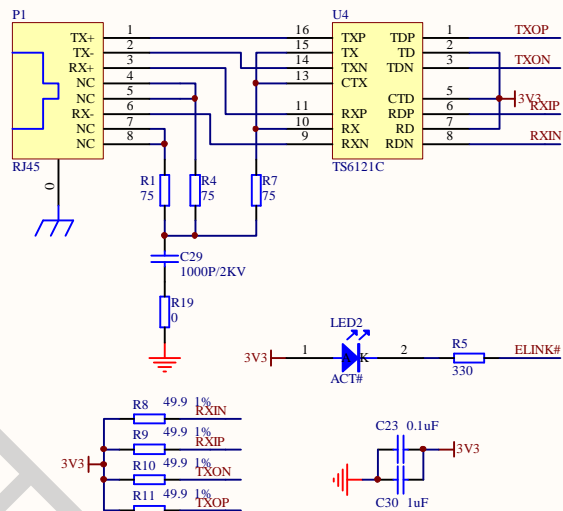 P1
U4
TX+ 1
TX- 2
RX+ 3
NC 4
NC 5
RX- 6
NC 7
NC 8
RJ45
0
16 TXP
15 TX
14 TXN
13 CTX
11 RXP
10 RX
9 RXN
TDP 1 TXOP
TD 2
TDN 3 TXON
CTD 5 3V3
RDP 6 RXIP
RD 7
RDN 8 RXIN
TS6121C
R1 75
R4 75
R7 75
C29
1000P/2KV
R19
0
LED2
3V3 1 A K 2 R5 ELINK#
ACT# 330
R8 49.9 1% RXIN
R9 49.9 1% RXIP
3V3
R10 49.9 1% TXON
R11 49.9 1% TXOP
C23 0.1uF
3V3
C30 1uF